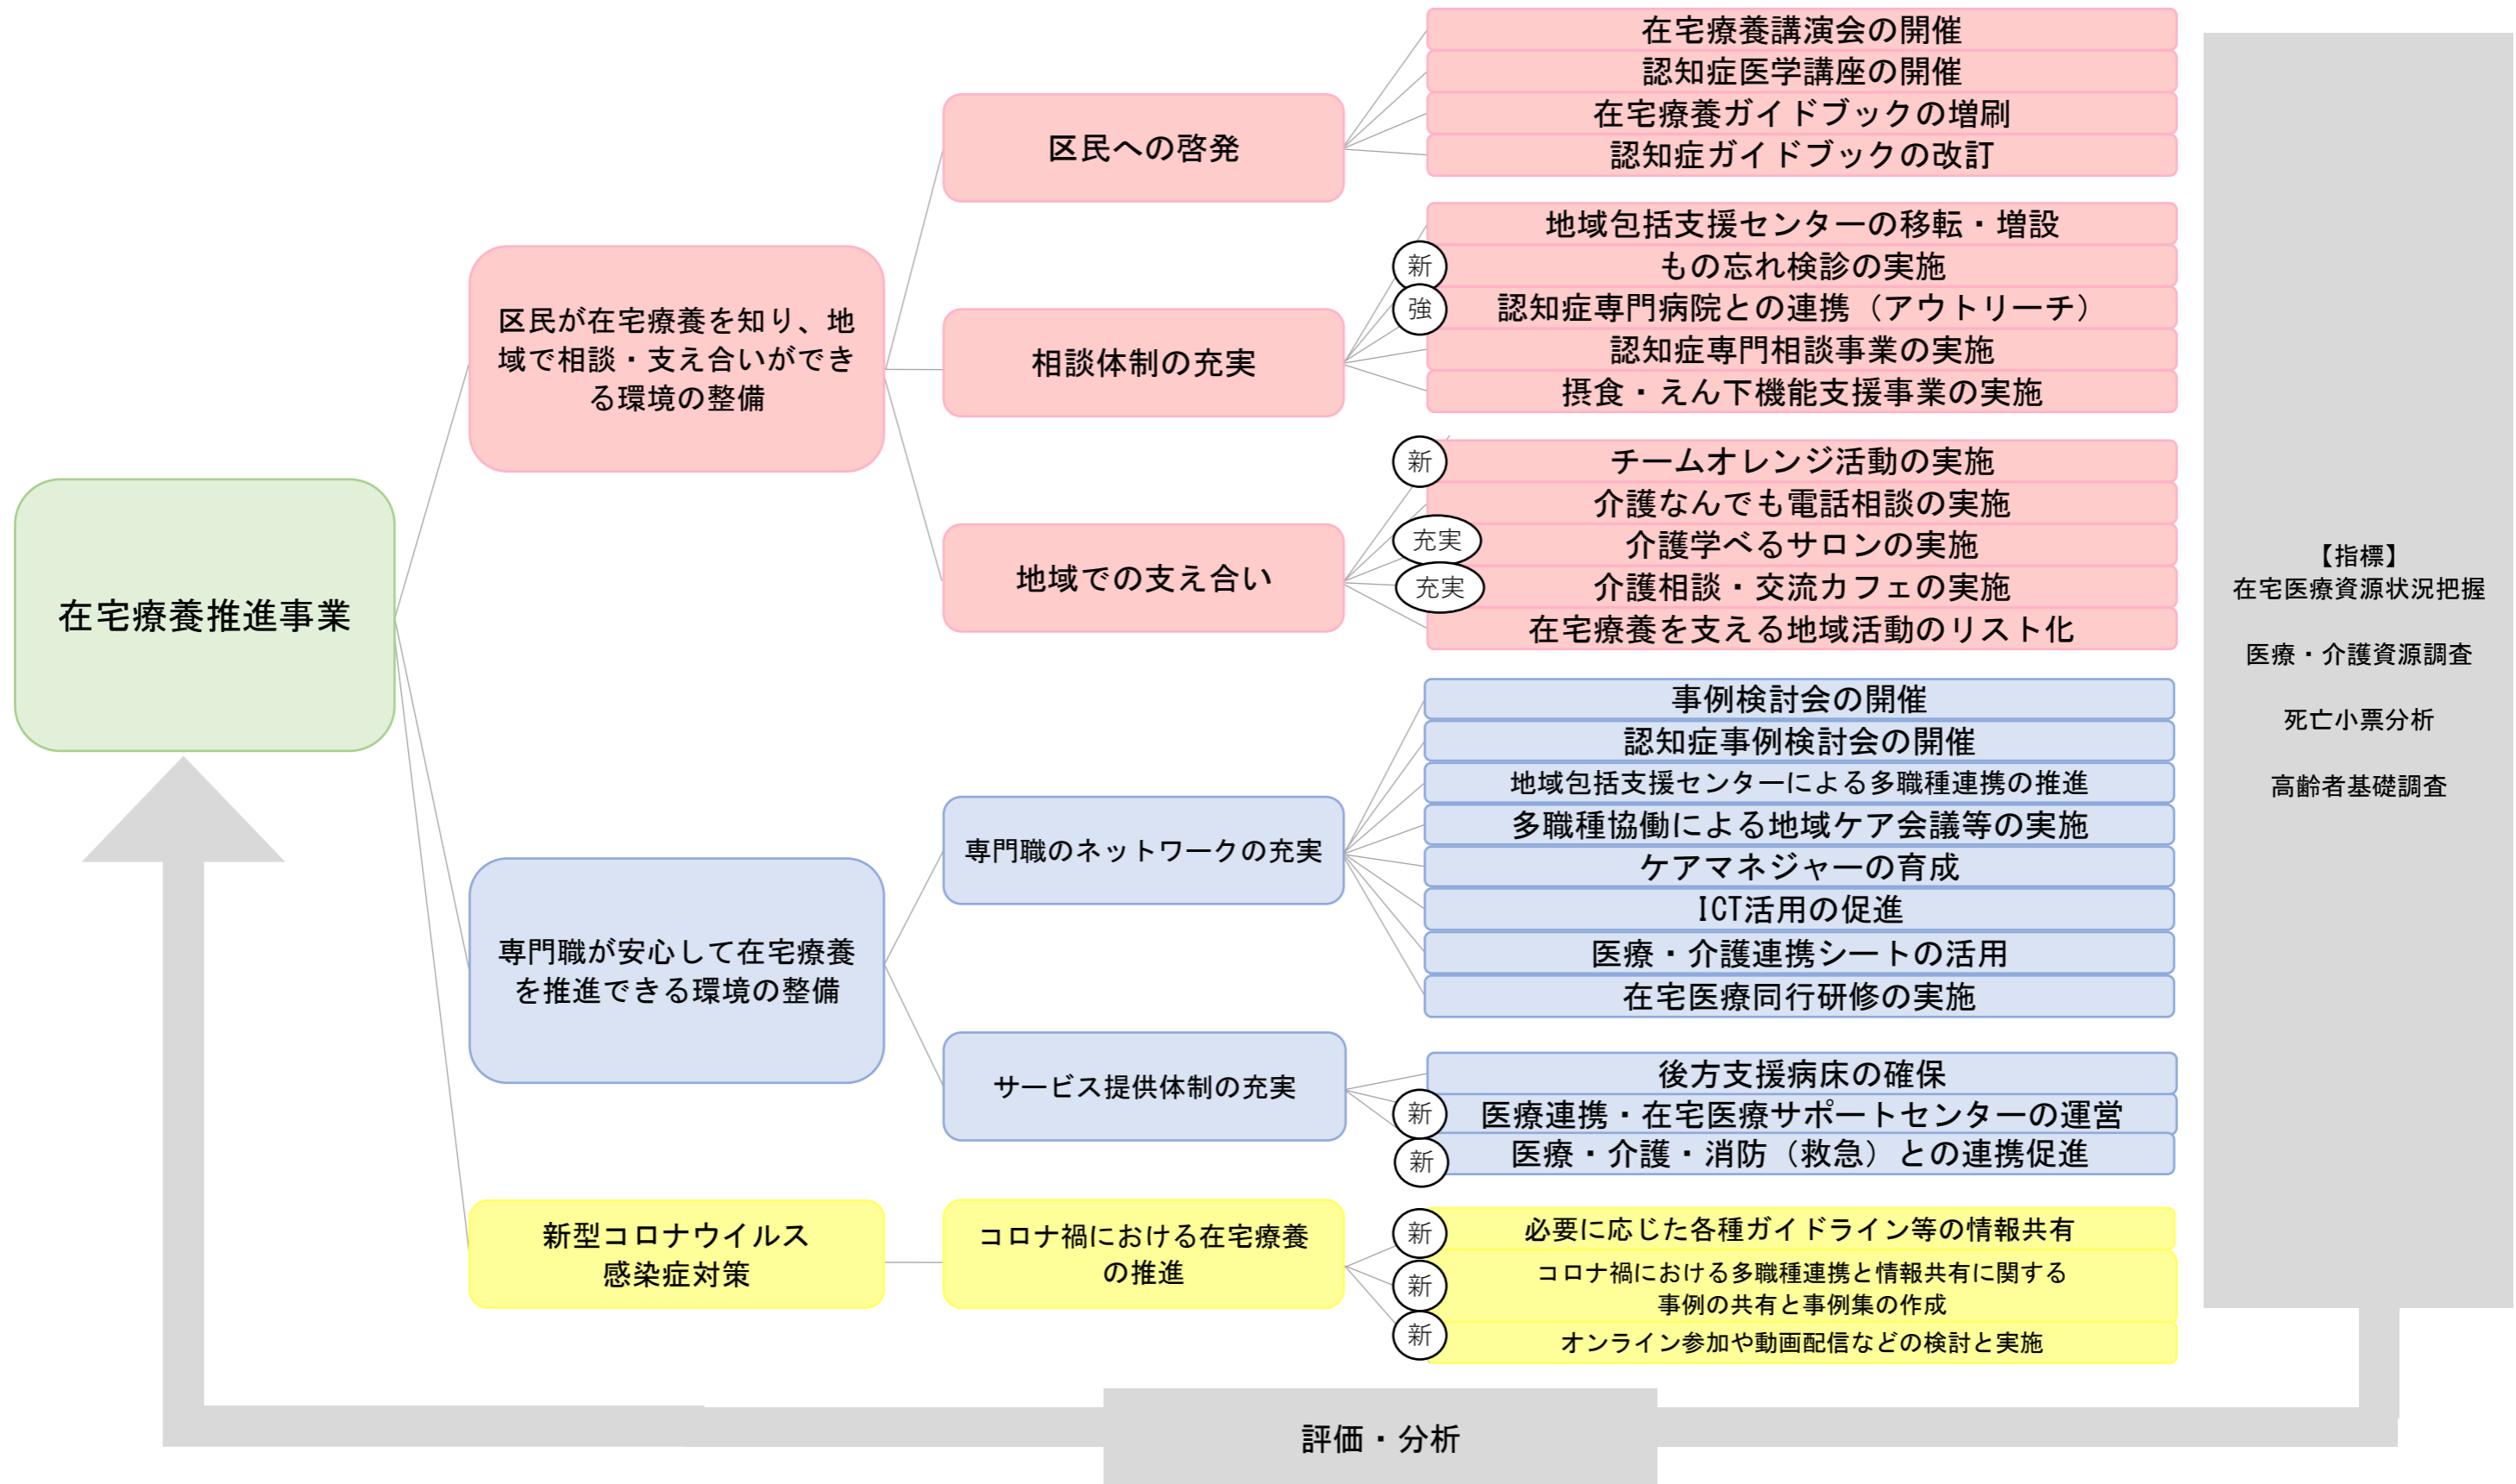 在宅療養推進事業
区民が在宅療養を知り、地
域で相談・支え合いができ
る環境の整備
区民への啓発
在宅療養講演会の開催
認知症医学講座の開催
在宅療養ガイドブックの増刷
認知症ガイドブックの改訂
相談体制の充実
地域包括支援センターの移転・増設
新
もの忘れ検診の実施
強
認知症専門病院との連携（アウトリーチ）
認知症専門相談事業の実施
摂食・えん下機能支援事業の実施
地域での支え合い
新
チームオレンジ活動の実施
介護なんでも電話相談の実施
充実
介護学べるサロンの実施
充実
介護相談・交流カフェの実施
在宅療養を支える地域活動のリスト化
専門職が安心して在宅療養
を推進できる環境の整備
専門職のネットワークの充実
事例検討会の開催
認知症事例検討会の開催
地域包括支援センターによる多職種連携の推進
多職種協働による地域ケア会議等の実施
ケアマネジャーの育成
ICT活用の促進
医療・介護連携シートの活用
在宅医療同行研修の実施
サービス提供体制の充実
後方支援病床の確保
新
医療連携・在宅医療サポートセンターの運営
新
医療・介護・消防（救急）との連携促進
新型コロナウイルス
感染症対策
コロナ禍における在宅療養
の推進
新
必要に応じた各種ガイドライン等の情報共有
新
コロナ禍における多職種連携と情報共有に関する
事例の共有と事例集の作成
新
オンライン参加や動画配信などの検討と実施
【指標】
在宅医療資源状況把握
医療・介護資源調査
死亡小票分析
高齢者基礎調査
評価・分析